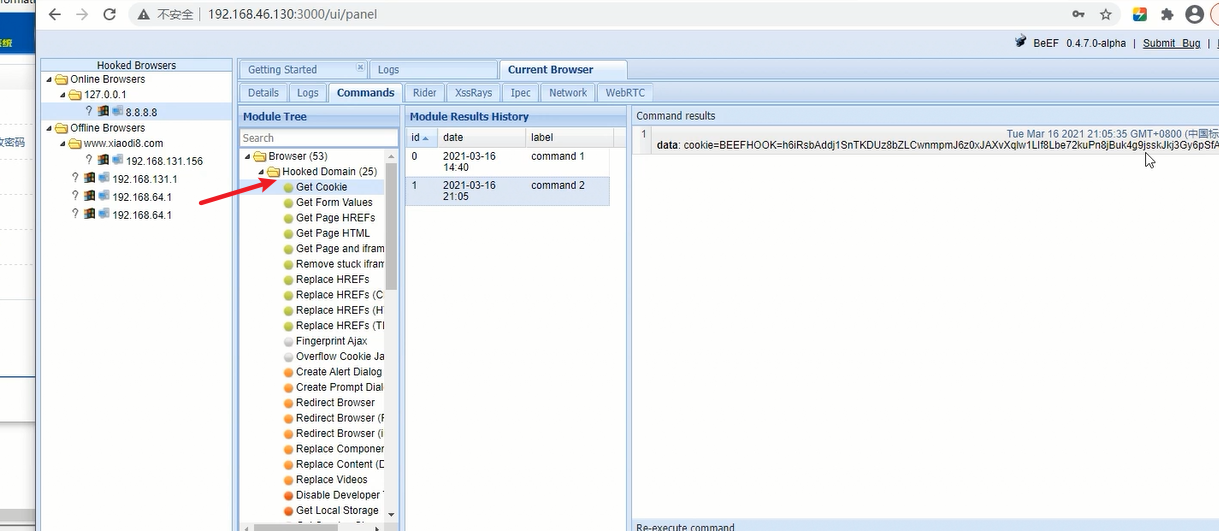 不安全 192.168.46.130:3000/ui/panel
BeEF 0.4.7.0-alpha | Submit Bug |
Hooked Browsers
Online Browsers
127.0.0.1
? 8.8.8.8
Offline Browsers
www.xiaodi8.com
? 192.168.131.156
? 192.168.131.1
? 192.168.64.1
? 192.168.64.1
改密码
Getting Started
Logs
Current Browser
Details
Logs
Commands
Rider
XssRays
Ipec
Network
WebRTC
Module Tree
Search
Browser (53)
Hooked Domain (25)
Get Cookie
Get Form Values
Get Page HREFs
Get Page HTML
Get Page and ifram
Remove stuck ifram
Replace HREFs
Replace HREFs (C
Replace HREFs (H
Replace HREFs (TI
Fingerprint Ajax
Overflow Cookie Ja
Create Alert Dialog
Create Prompt Dial
Redirect Browser
Redirect Browser (F
Redirect Browser (i
Replace Componen
Replace Content (D
Replace Videos
Disable Developer
Get Local Storage
Module Results History
id date label
0 2021-03-16 14:40 command 1
1 2021-03-16 21:05 command 2
Command results
1
Tue Mar 16 2021 21:05:35 GMT+0800 (中国标
data: cookie=BEEFHOOK=h6iRsbAddj1SnTKDUz8bZLCwnmpmJ6z0xJAXvXqlw1Llf8Lbe72kuPn8jBuk4g9jsskJkj3Gy6pSfA
Re-execute command